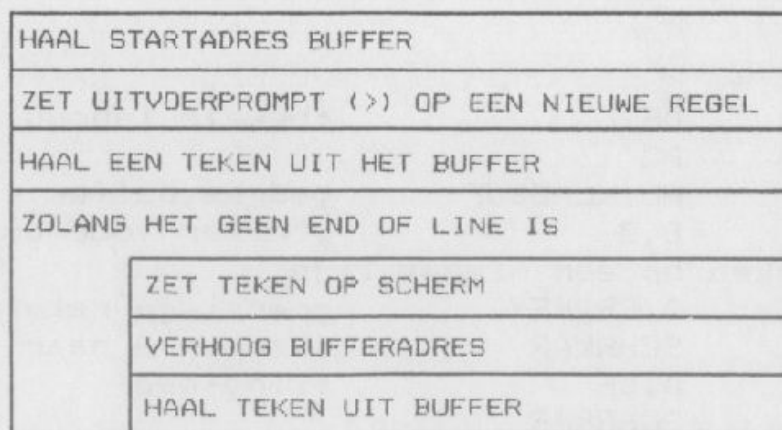 HAAL STARTADRES BUFFER
ZET UITVDERPROMPT (>) OP EEN NIEUWE REGEL
HAAL EEN TEKEN UIT HET BUFFER
ZOLANG HET GEEN END OF LINE IS
ZET TEKEN OP SCHERM
VERHOOG BUFFERADRES
HAAL TEKEN UIT BUFFER